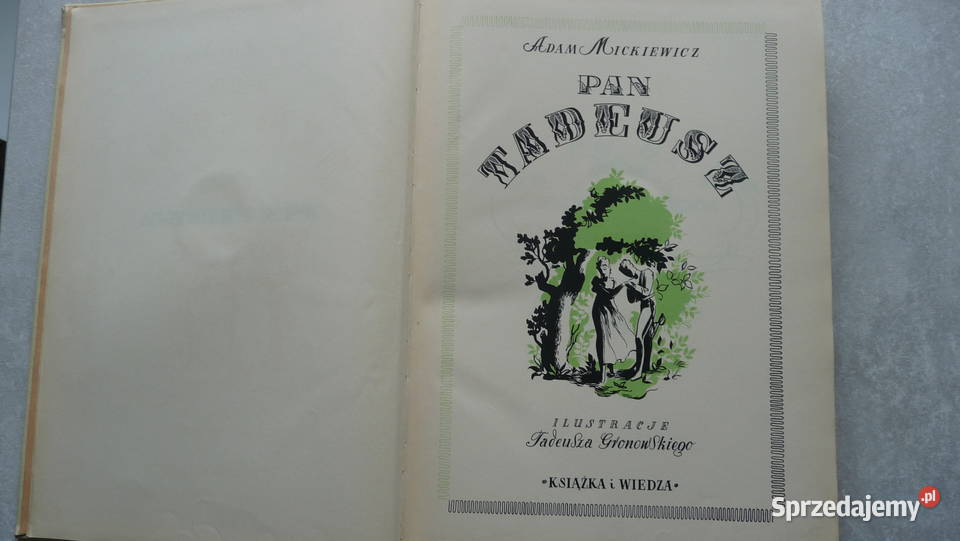 ADAM MICKIEWICZ
PAN
TADEUSZ
ILUSTRACJE
Tadeusza Gronowskiego
•KSIĄŻKA i WIEDZA•
Sprzedajemy.pl